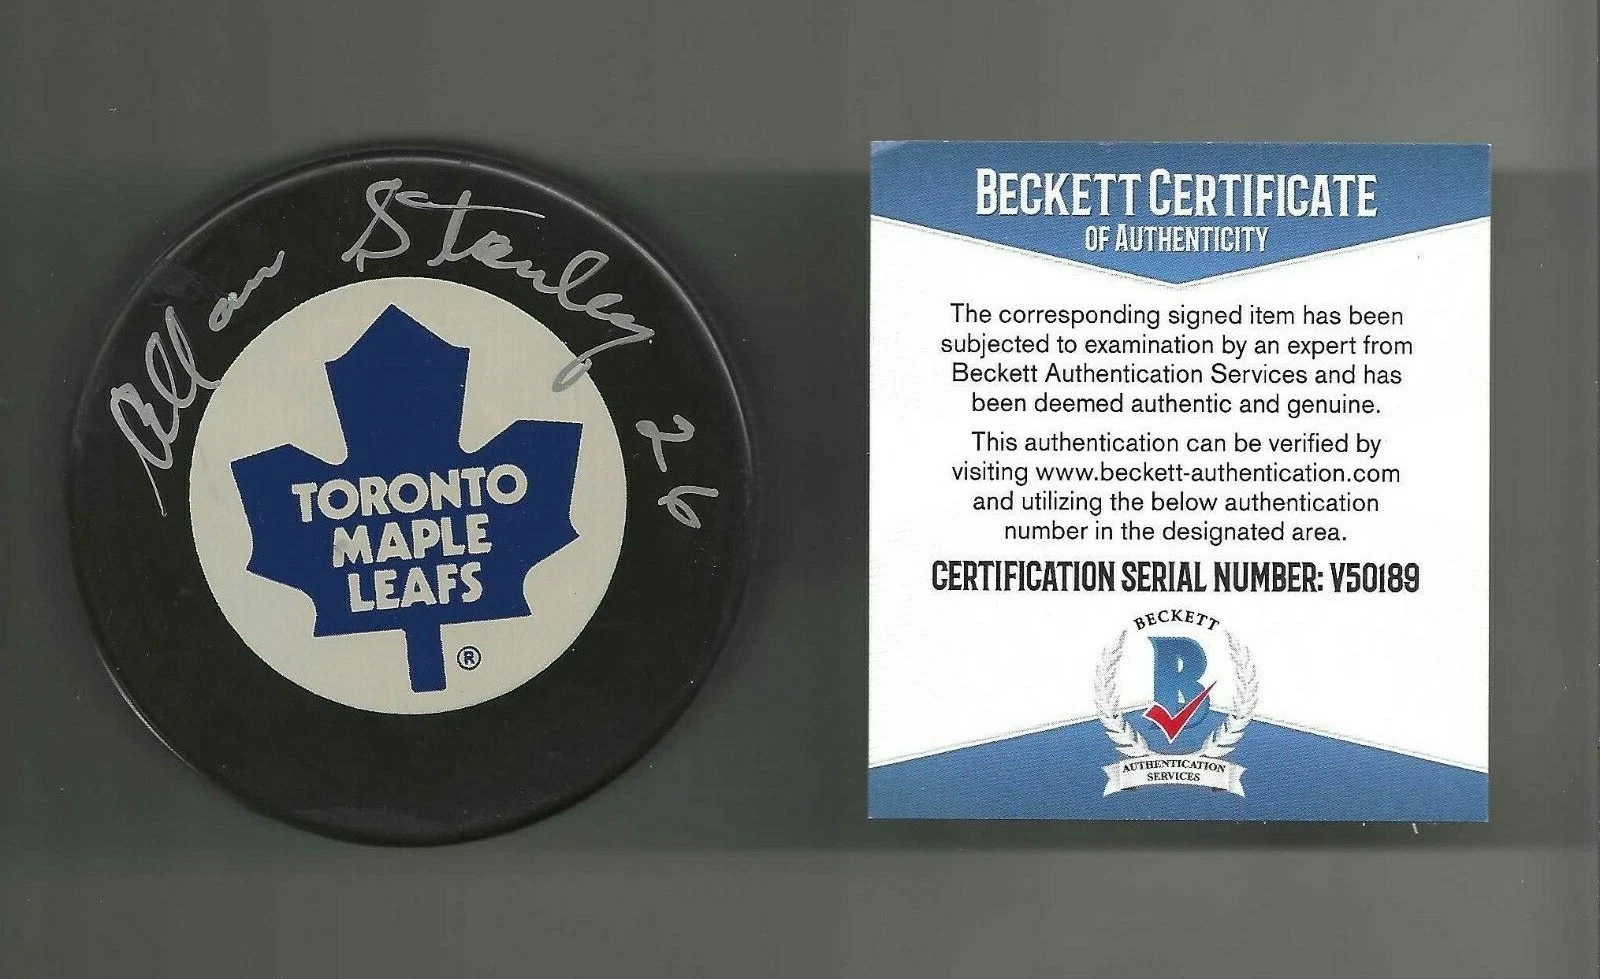 Allan Stanley 26
TORONTO
MAPLE
LEAFS
®
BECKETT CERTIFICATE
OF AUTHENTICITY
The corresponding signed item has been
subjected to examination by an expert from
Beckett Authentication Services and has
been deemed authentic and genuine.
This authentication can be verified by
visiting www.beckett-authentication.com
and utilizing the below authentication
number in the designated area.
CERTIFICATION SERIAL NUMBER: V50189
BECKETT
B
AUTHENTICATION
SERVICES